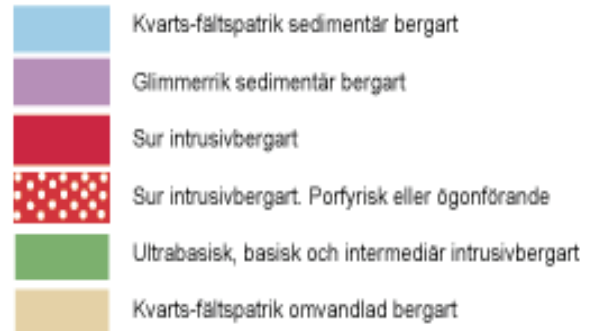 Kvarts-fältspatrik sedimentär bergart
Glimmerrik sedimentär bergart
Sur intrusivbergart
Sur intrusivbergart. Porfyrisk eller ögonförande
Ultrabasisk, basisk och intermediär intrusivbergart
Kvarts-fältspatrik omvandlad bergart